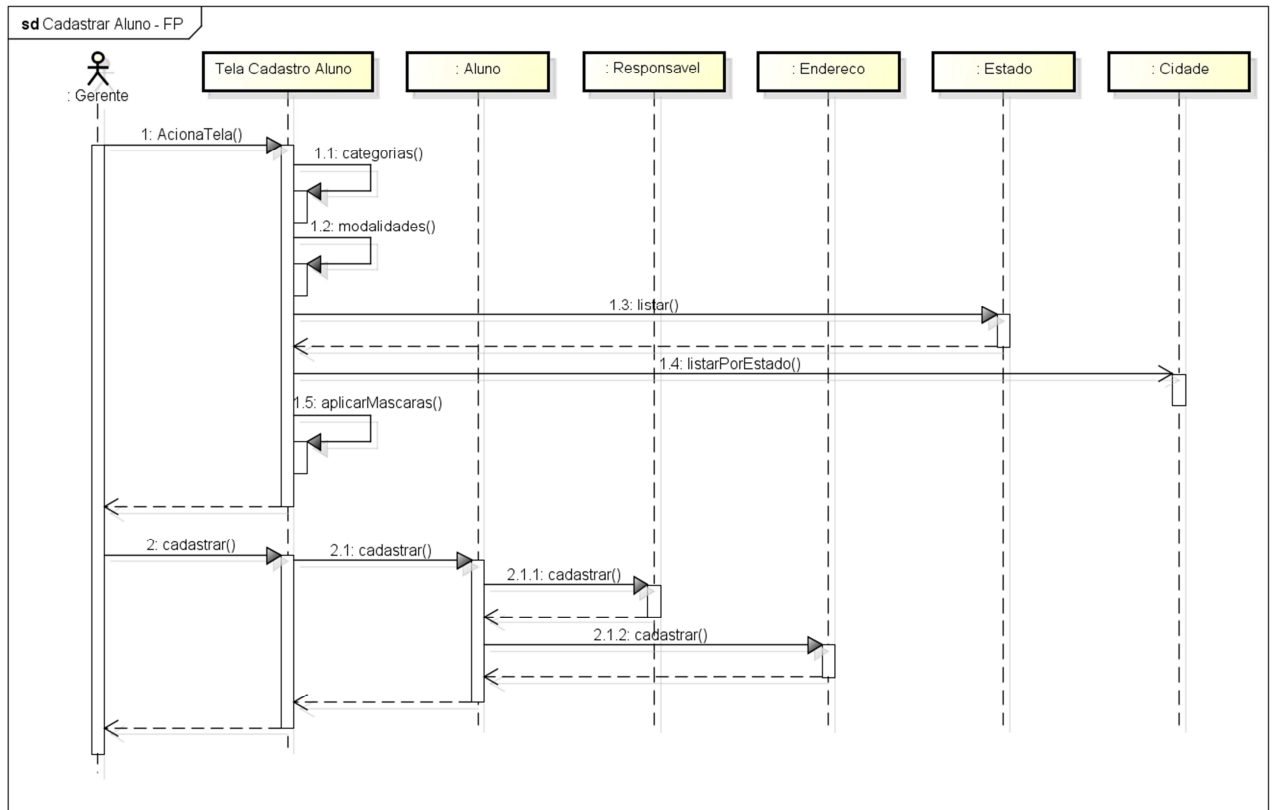 sd Cadastrar Aluno - FP
: Gerente
Tela Cadastro Aluno
: Aluno
: Responsavel
: Endereco
: Estado
: Cidade
1: AcionaTela()
1.1: categorias()
1.2: modalidades()
1.3: listar()
1.4: listarPorEstado()
1.5: aplicarMascaras()
2: cadastrar()
2.1: cadastrar()
2.1.1: cadastrar()
2.1.2: cadastrar()